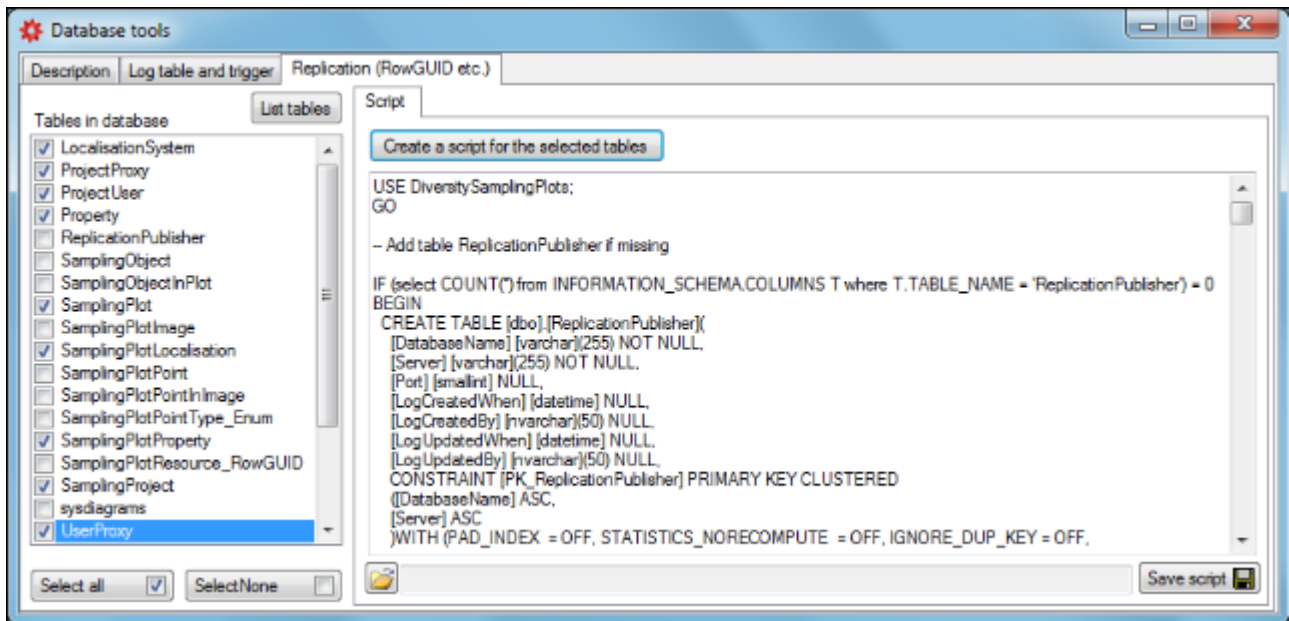 Database tools
Description
Log table and trigger
Replication (RowGUID etc.)
List tables
Tables in database
LocalisationSystem
ProjectProxy
ProjectUser
Property
ReplicationPublisher
SamplingObject
SamplingObjectInPlot
SamplingPlot
SamplingPlotImage
SamplingPlotLocalisation
SamplingPlotPoint
SamplingPlotPointInImage
SamplingPlotPointType_Enum
SamplingPlotProperty
SamplingPlotResource_RowGUID
SamplingProject
sysdiagrams
UserProxy
Select all
SelectNone
Script
Create a script for the selected tables
USE DiversitySamplingPlots;
GO
-- Add table ReplicationPublisher if missing
IF (select COUNT(*) from INFORMATION_SCHEMA.COLUMNS T where T.TABLE_NAME = 'ReplicationPublisher') = 0
BEGIN
CREATE TABLE [dbo].[ReplicationPublisher](
[DatabaseName] [varchar](255) NOT NULL,
[Server] [varchar](255) NOT NULL,
[Port] [smallint] NULL,
[LogCreatedWhen] [datetime] NULL,
[LogCreatedBy] [nvarchar](50) NULL,
[LogUpdatedWhen] [datetime] NULL,
[LogUpdatedBy] [nvarchar](50) NULL,
CONSTRAINT [PK_ReplicationPublisher] PRIMARY KEY CLUSTERED
([DatabaseName] ASC,
[Server] ASC
)WITH (PAD_INDEX = OFF, STATISTICS_NORECOMPUTE = OFF, IGNORE_DUP_KEY = OFF,
Save script